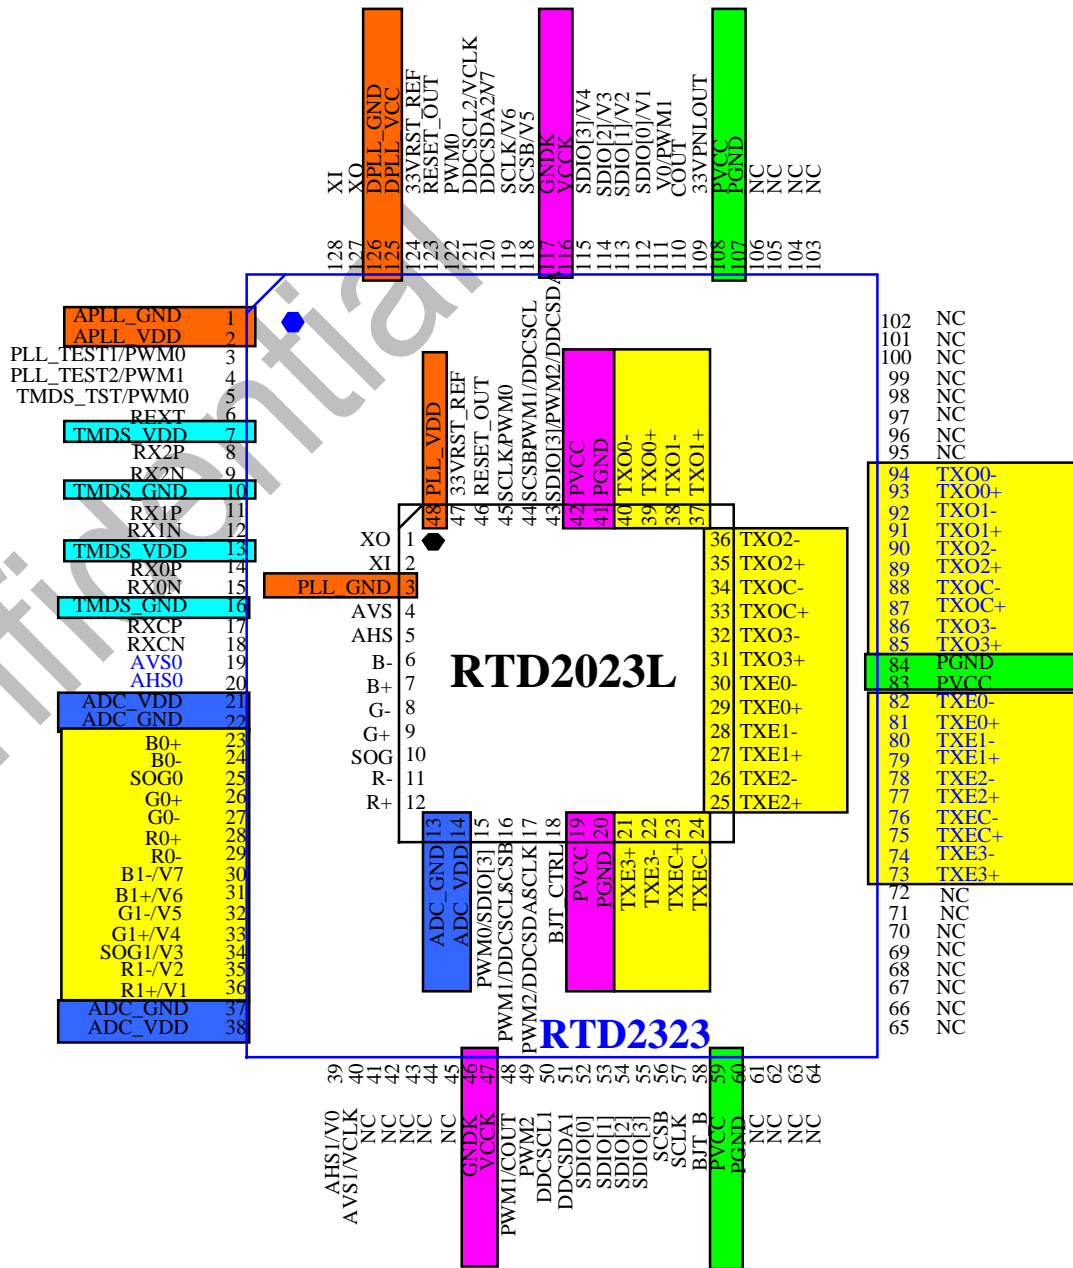 XI 128
XO 127
DPLL_GND 126
DPLL_VCC 125
33VRST_REF 124
RESET_OUT 123
PWM0 122
DDCSCL2/VCLK 121
DDCSDA2V7 120
SCLK/V6 119
SCSB/V5 118
GNDK 117
VCCK 116
SDIO[3]/V4 115
SDIO[2]/V3 114
SDIO[1]/V2 113
SDIO[0]/V1 112
V0/PWM1 111
COUT 110
33VPNLOUT 109
PVCC 108
PGND 107
NC 106
NC 105
NC 104
NC 103
APLL_GND 1
APLL_VDD 2
PLL_TEST1/PWM0 3
PLL_TEST2/PWM1 4
TMDS_TST/PWM0 5
REXT 6
TMDS_VDD 7
RX2P 8
RX2N 9
TMDS_GND 10
RX1P 11
RX1N 12
TMDS_VDD 13
RX0P 14
RX0N 15
TMDS_GND 16
RXCP 17
RXCN 18
AVS0 19
AHS0 20
ADC_VDD 21
ADC_GND 22
B0+ 23
B0- 24
SOG0 25
G0+ 26
G0- 27
R0+ 28
R0- 29
B1-/V7 30
B1+/V6 31
G1-/V5 32
G1+/V4 33
SOG1/V3 34
R1-/V2 35
R1+/V1 36
ADC_GND 37
ADC_VDD 38
PLL_VDD 48
33VRST_REF 47
RESET_OUT 46
SCLK/PWM0 45
SCSBPWM1/DDCSCL 44
SDIO[3]/PWM2/DDCSDA 43
PVCC 42
PGND 41
TXO0- 40
TXO0+ 39
TXO1- 38
TXO1+ 37
XO 1
XI 2
PLL_GND 3
AVS 4
AHS 5
B- 6
B+ 7
G- 8
G+ 9
SOG 10
R- 11
R+ 12
RTD2023L
36 TXO2-
35 TXO2+
34 TXOC-
33 TXOC+
32 TXO3-
31 TXO3+
30 TXE0-
29 TXE0+
28 TXE1-
27 TXE1+
26 TXE2-
25 TXE2+
ADC_GND 13
ADC_VDD 14
PWM0/SDIO[3] 15
PWM1/DDCSCLSCSB 16
PWM2/DDCSDASCLK 17
BJT_CTRL 18
PVCC 19
PGND 20
TXE3+ 21
TXE3- 22
TXEC+ 23
TXEC- 24
RTD2323
102 NC
101 NC
100 NC
99 NC
98 NC
97 NC
96 NC
95 NC
94 TXO0-
93 TXO0+
92 TXO1-
91 TXO1+
90 TXO2-
89 TXO2+
88 TXOC-
87 TXOC+
86 TXO3-
85 TXO3+
84 PGND
83 PVCC
82 TXE0-
81 TXE0+
80 TXE1-
79 TXE1+
78 TXE2-
77 TXE2+
76 TXEC-
75 TXEC+
74 TXE3-
73 TXE3+
72 NC
71 NC
70 NC
69 NC
68 NC
67 NC
66 NC
65 NC
AHS1/V0 39
AVS1/VCLK 40
NC 41
NC 42
NC 43
NC 44
NC 45
GNDK 46
VCCK 47
PWM1/COUT 48
PWM2 49
DDCSCL1 50
DDCSDA1 51
SDIO[0] 52
SDIO[1] 53
SDIO[2] 54
SDIO[3] 55
SCSB 56
SCLK 57
BJT_B 58
PVCC 59
PGND 60
NC 61
NC 62
NC 63
NC 64
fidential